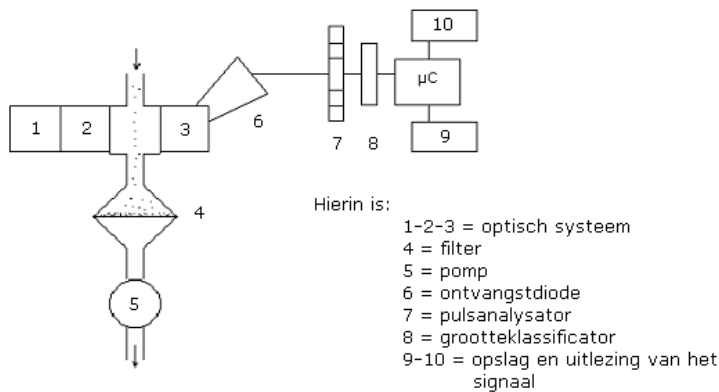 10
µC
1 2 3
6
7 8 9
4
5
Hierin is:
1-2-3 = optisch systeem
4 = filter
5 = pomp
6 = ontvangstdiode
7 = pulsanalysator
8 = grootteklassificator
9-10 = opslag en uitlezing van het
signaal